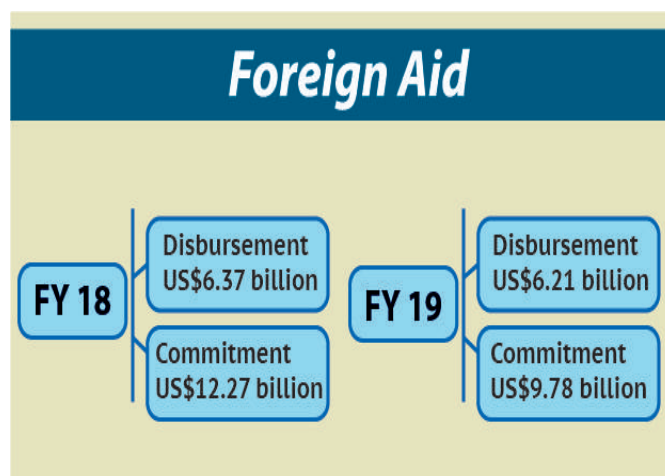 Foreign Aid
FY 18
Disbursement
US$6.37 billion
Commitment
US$12.27 billion
FY 19
Disbursement
US$6.21 billion
Commitment
US$9.78 billion